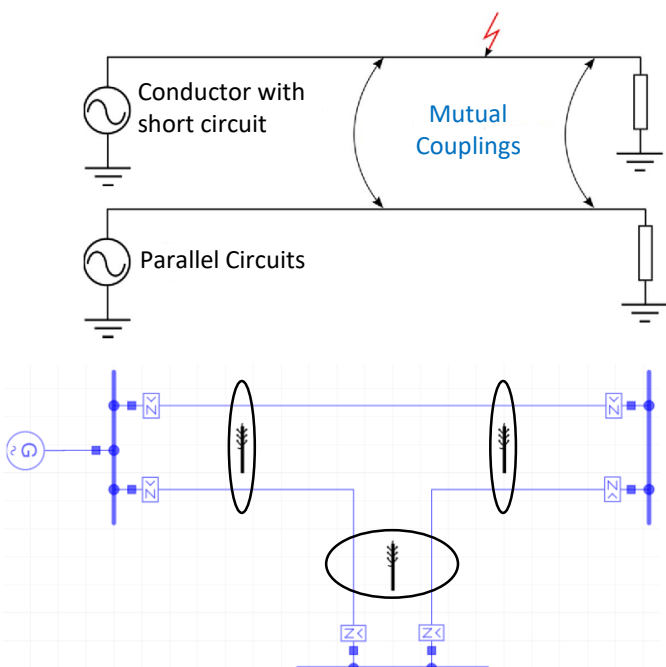 Conductor with
short circuit
Mutual
Couplings
Parallel Circuits
G
~
Z>
Z>
Z>
Z>
Z>
Z>